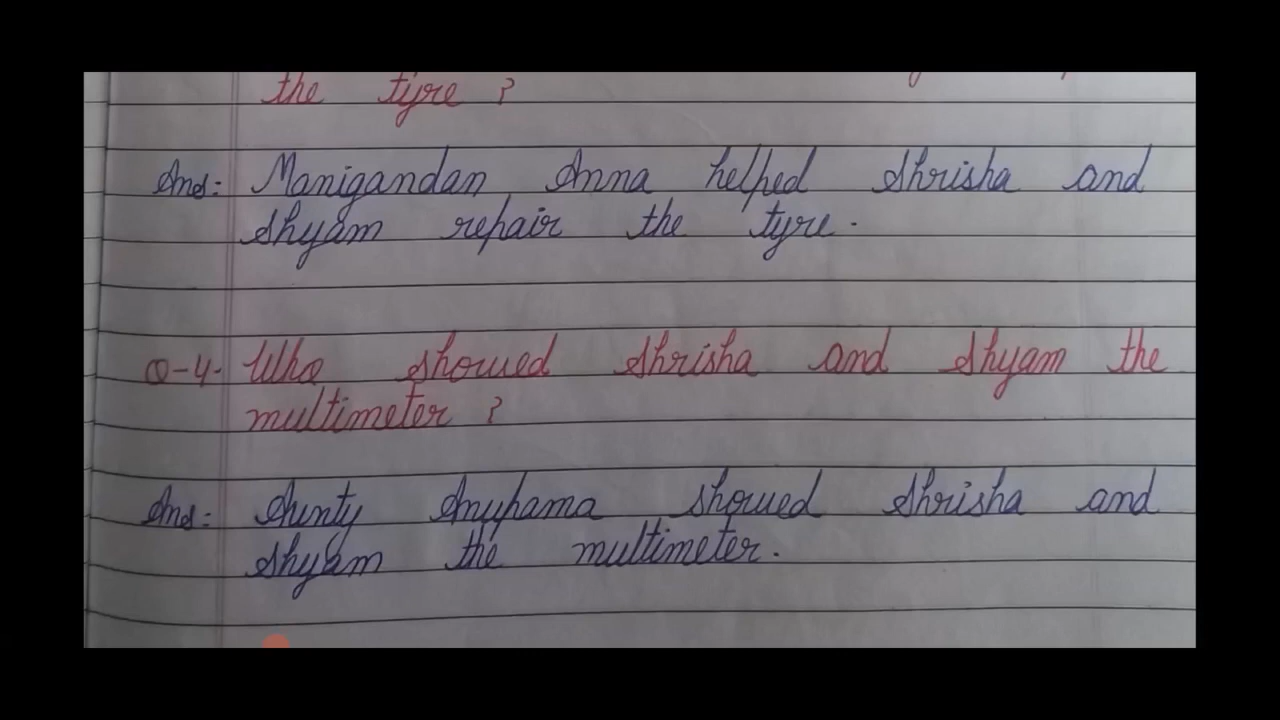 the tyre ?
Ans: Manigandan Anna helped Shrisha and
Shyam repair the tyre.
Q-4. Who showed Shrisha and Shyam the
multimeter ?
Ans: Aunty Anupama showed Shrisha and
Shyam the multimeter.